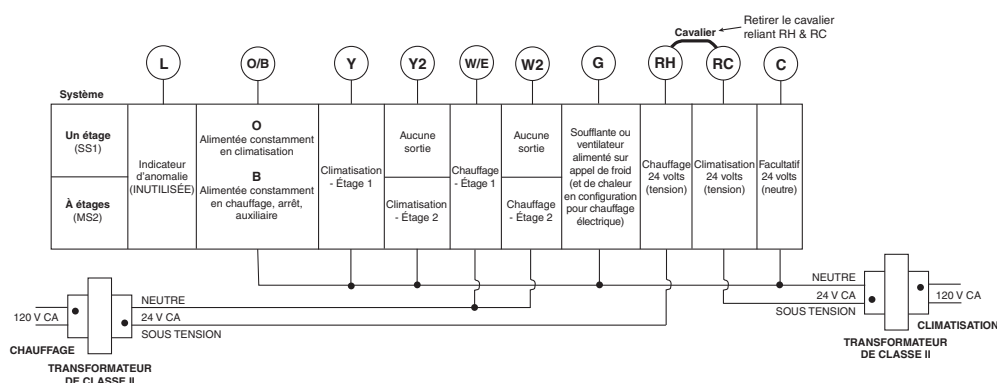 Retirer le cavalier
reliant RH & RC
Cavalier
L
O/B
Y
Y2
W/E
W2
G
RH
RC
C
Système
Un étage
(SS1)
À étages
(MS2)
Indicateur
d'anomalie
(INUTILISÉE)
O
Alimentée constamment
en climatisation
B
Alimentée constamment
en chauffage, arrêt,
auxiliaire
Climatisation
- Étage 1
Aucune
sortie
Climatisation
- Étage 2
Chauffage
- Étage 1
Aucune
sortie
Chauffage
- Étage 2
Soufflante ou
ventilateur
alimenté sur
appel de froid
(et de chaleur
en configuration
pour chauffage
électrique)
Chauffage
24 volts
(tension)
Climatisation
24 volts
(tension)
Facultatif
24 volts
(neutre)
120 V CA
CHAUFFAGE
TRANSFORMATEUR
DE CLASSE II
NEUTRE
24 V CA
SOUS TENSION
NEUTRE
24 V CA
SOUS TENSION
120 V CA
CLIMATISATION
TRANSFORMATEUR
DE CLASSE II